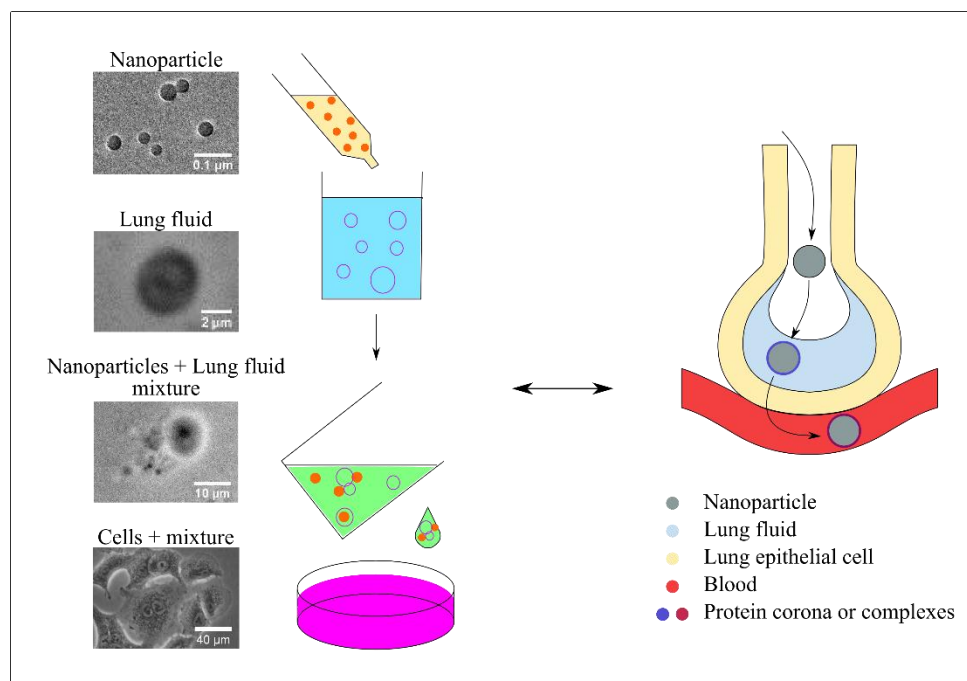 Nanoparticle
0.1 µm
Lung fluid
2 µm
Nanoparticles + Lung fluid
mixture
10 µm
Cells + mixture
40 µm
Nanoparticle
Lung fluid
Lung epithelial cell
Blood
Protein corona or complexes